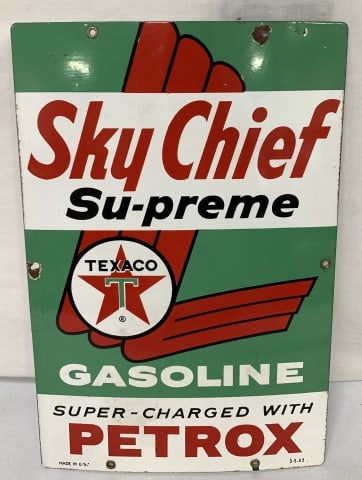 Sky Chief
Su-preme
TEXACO
T
®
GASOLINE
SUPER-CHARGED WITH
PETROX
MADE IN U.S.A.